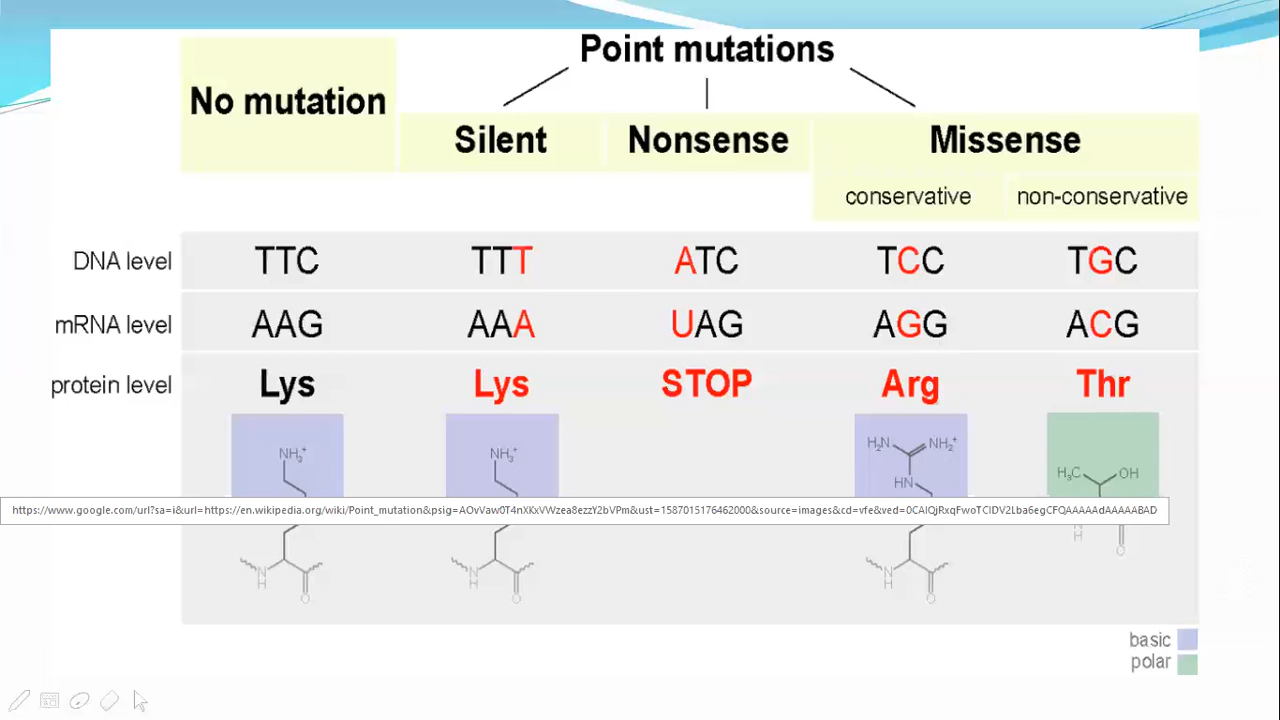 Point mutations
No mutation
Silent Nonsense Missense
conservative non-conservative
DNA level TTC TTT ATC TCC TGC
mRNA level AAG AAA UAG AGG ACG
protein level Lys Lys STOP Arg Thr
NH3+ NH3+ H2N NH2+ H3C OH
HN
https://www.google.com/url?sa=i&url=https://en.wikipedia.org/wiki/Point_mutation&psig=AOvVaw0T4nXKxVWzea8ezzY2bVPm&ust=1587015176462000&source=images&cd=vfe&ved=0CAIQjRxqFwoTCIDV2Lba6egCFQAAAAAdAAAAABAD
N H O N H O N H O N H O
basic
polar